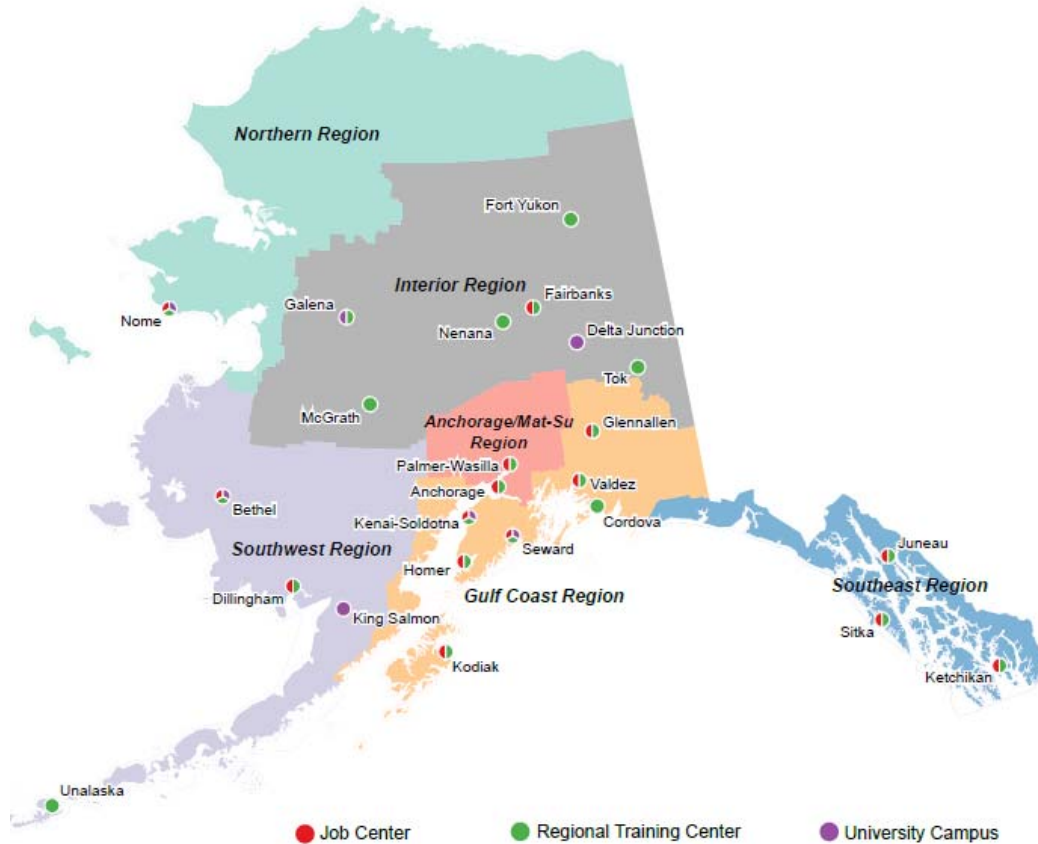 Northern Region
Fort Yukon
Interior Region
Fairbanks
Galena
Nome
Nenana
Delta Junction
Tok
McGrath
Anchorage/Mat-Su
Region
Glennallen
Palmer-Wasilla
Anchorage
Valdez
Bethel
Cordova
Kenai-Soldotna
Seward
Southwest Region
Juneau
Homer
Southeast Region
Dillingham
Gulf Coast Region
King Salmon
Sitka
Kodiak
Ketchikan
Unalaska
Job Center
Regional Training Center
University Campus